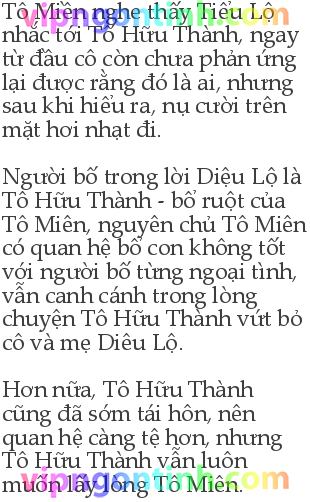 Tô Miên nghe thấy Tiểu Lộ
nhắc tới Tô Hữu Thành, ngay
từ đầu cô còn chưa phản ứng
lại được rằng đó là ai, nhưng
sau khi hiểu ra, nụ cười trên
mặt hơi nhạt đi.
Người bố trong lời Diệu Lộ là
Tô Hữu Thành - bổ ruột của
Tô Miên, nguyên chủ Tô Miên
có quan hệ bố con không tốt
với người bố từng ngoại tình,
vẫn canh cánh trong lòng
chuyện Tô Hữu Thành vứt bỏ
cô và mẹ Diêu Lộ.
Hơn nữa, Tô Hữu Thành
cũng đã sớm tái hôn, nên
quan hệ càng tệ hơn, nhưng
Tô Hữu Thành vẫn luôn
muốn lấy lòng Tô Miên.
vipngontinh.com
vipngontinh.com